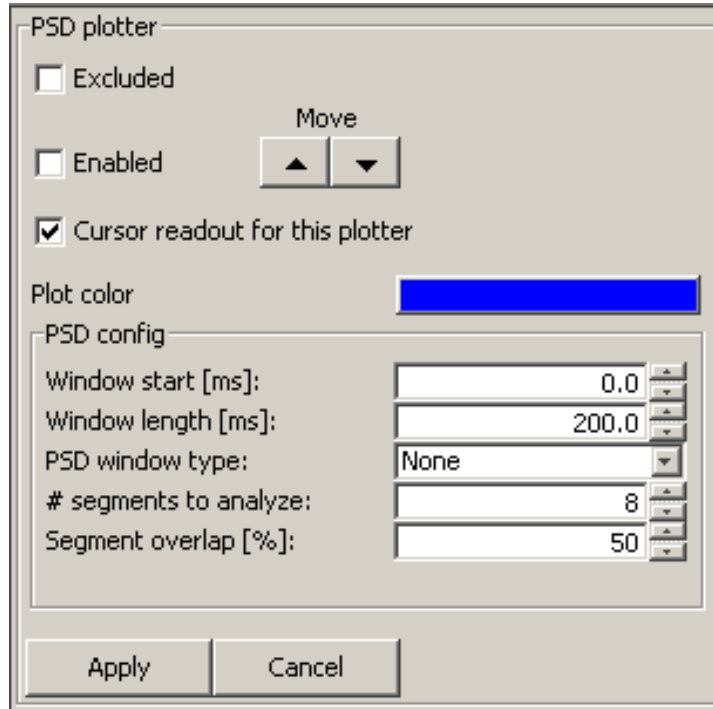 PSD plotter
Excluded
Move
Enabled
Cursor readout for this plotter
Plot color
PSD config
Window start [ms]: 0.0
Window length [ms]: 200.0
PSD window type: None
# segments to analyze: 8
Segment overlap [%]: 50
Apply Cancel